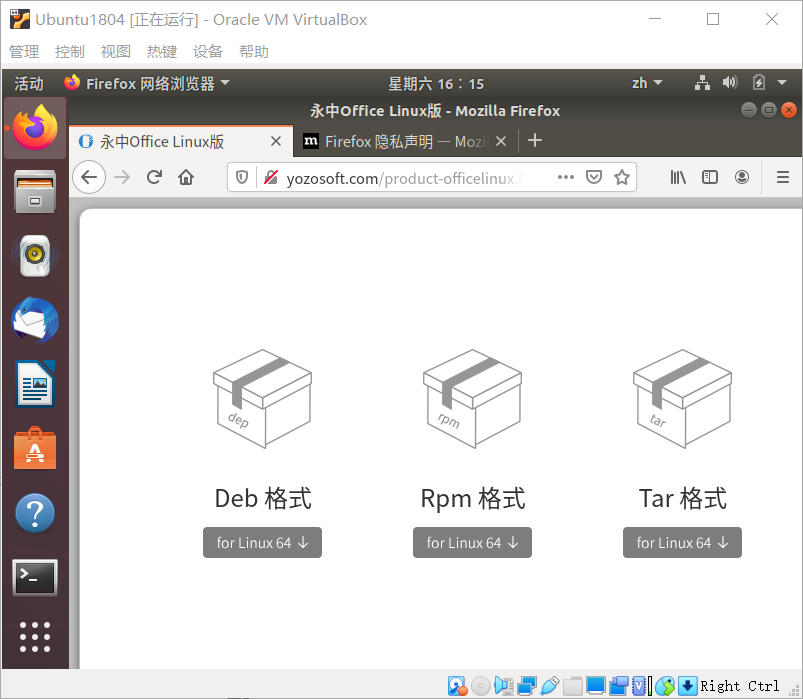 Ubuntu1804 [正在运行] - Oracle VM VirtualBox
管理 控制 视图 热键 设备 帮助
活动 Firefox 网络浏览器 星期六 16：15 zh
永中Office Linux版 - Mozilla Firefox
永中Office Linux版 m Firefox 隐私声明 — Mozi
yozosoft.com/product-officelinux.
dep rpm tar
Deb 格式 Rpm 格式 Tar 格式
for Linux 64 ↓ for Linux 64 ↓ for Linux 64 ↓
Right Ctrl